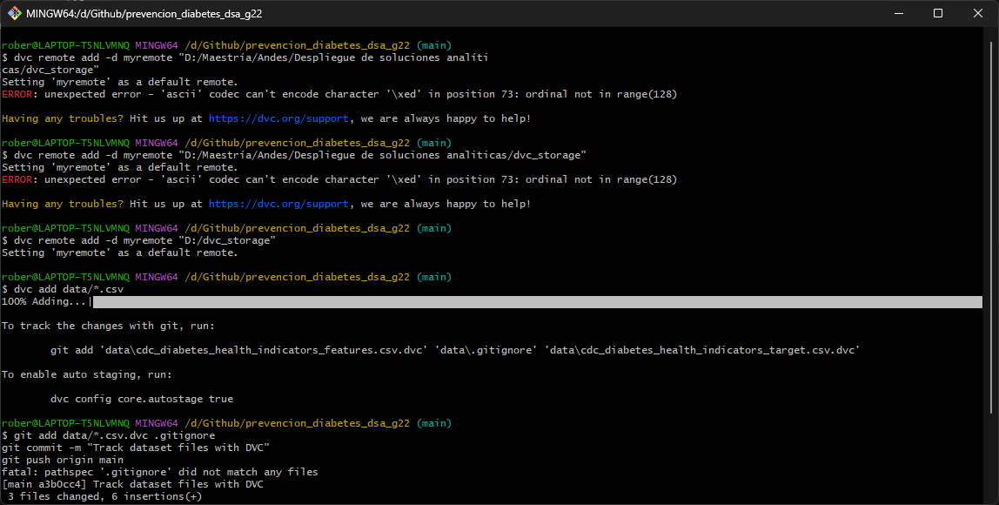 MINGW64:/d/Github/prevencion_diabetes_dsa_g22
rober@LAPTOP-T5NLVMNQ MINGW64 /d/Github/prevencion_diabetes_dsa_g22 (main)
$ dvc remote add -d myremote "D:/Maestría/Andes/Despliegue de soluciones analíti
cas/dvc_storage"
Setting 'myremote' as a default remote.
ERROR: unexpected error - 'ascii' codec can't encode character '\xed' in position 73: ordinal not in range(128)
Having any troubles? Hit us up at https://dvc.org/support, we are always happy to help!
rober@LAPTOP-T5NLVMNQ MINGW64 /d/Github/prevencion_diabetes_dsa_g22 (main)
$ dvc remote add -d myremote "D:/Maestría/Andes/Despliegue de soluciones analiticas/dvc_storage"
Setting 'myremote' as a default remote.
ERROR: unexpected error - 'ascii' codec can't encode character '\xed' in position 73: ordinal not in range(128)
Having any troubles? Hit us up at https://dvc.org/support, we are always happy to help!
rober@LAPTOP-T5NLVMNQ MINGW64 /d/Github/prevencion_diabetes_dsa_g22 (main)
$ dvc remote add -d myremote "D:/dvc_storage"
Setting 'myremote' as a default remote.
rober@LAPTOP-T5NLVMNQ MINGW64 /d/Github/prevencion_diabetes_dsa_g22 (main)
$ dvc add data/*.csv
100% Adding...|
To track the changes with git, run:
git add 'data\cdc_diabetes_health_indicators_features.csv.dvc' 'data\.gitignore' 'data\cdc_diabetes_health_indicators_target.csv.dvc'
To enable auto staging, run:
dvc config core.autostage true
rober@LAPTOP-T5NLVMNQ MINGW64 /d/Github/prevencion_diabetes_dsa_g22 (main)
$ git add data/*.csv.dvc .gitignore
git commit -m "Track dataset files with DVC"
git push origin main
fatal: pathspec '.gitignore' did not match any files
[main a3b0cc4] Track dataset files with DVC
3 files changed, 6 insertions(+)